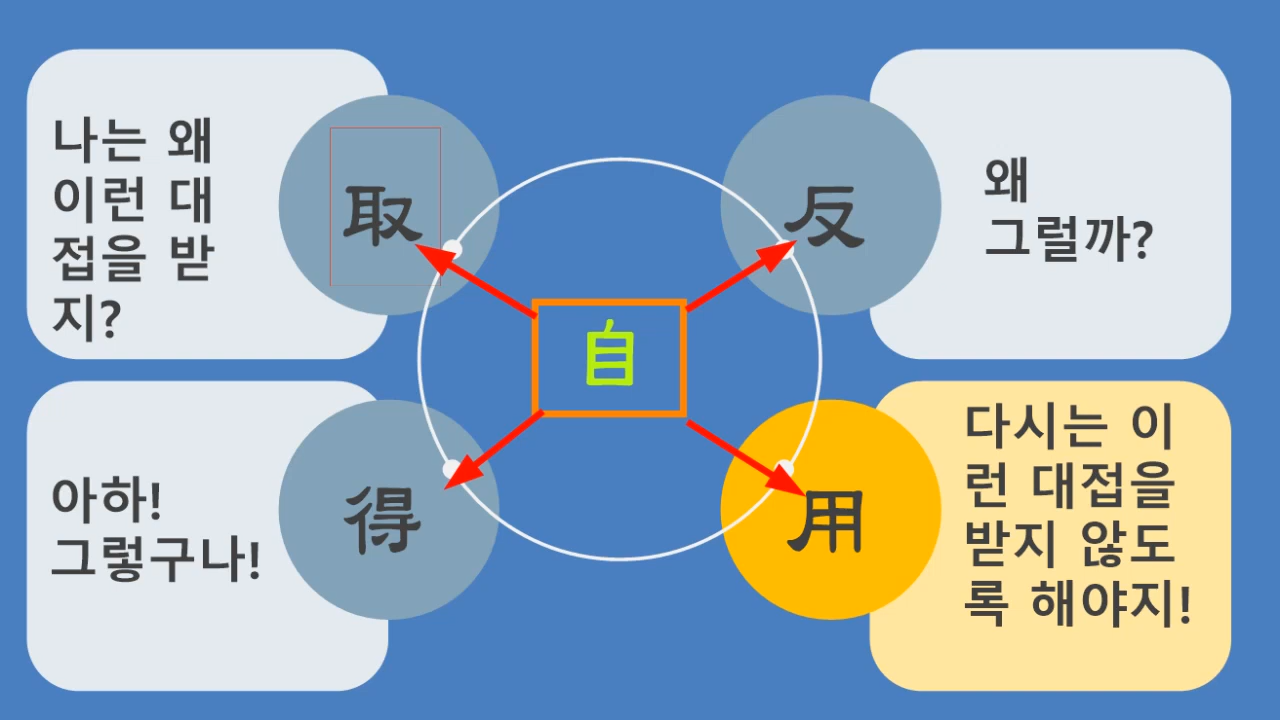 나는 왜
이런 대
접을 받
지?
取
反
왜
그럴까?
自
아하!
그렇구나!
得
用
다시는 이
런 대접을
받지 않도
록 해야지!